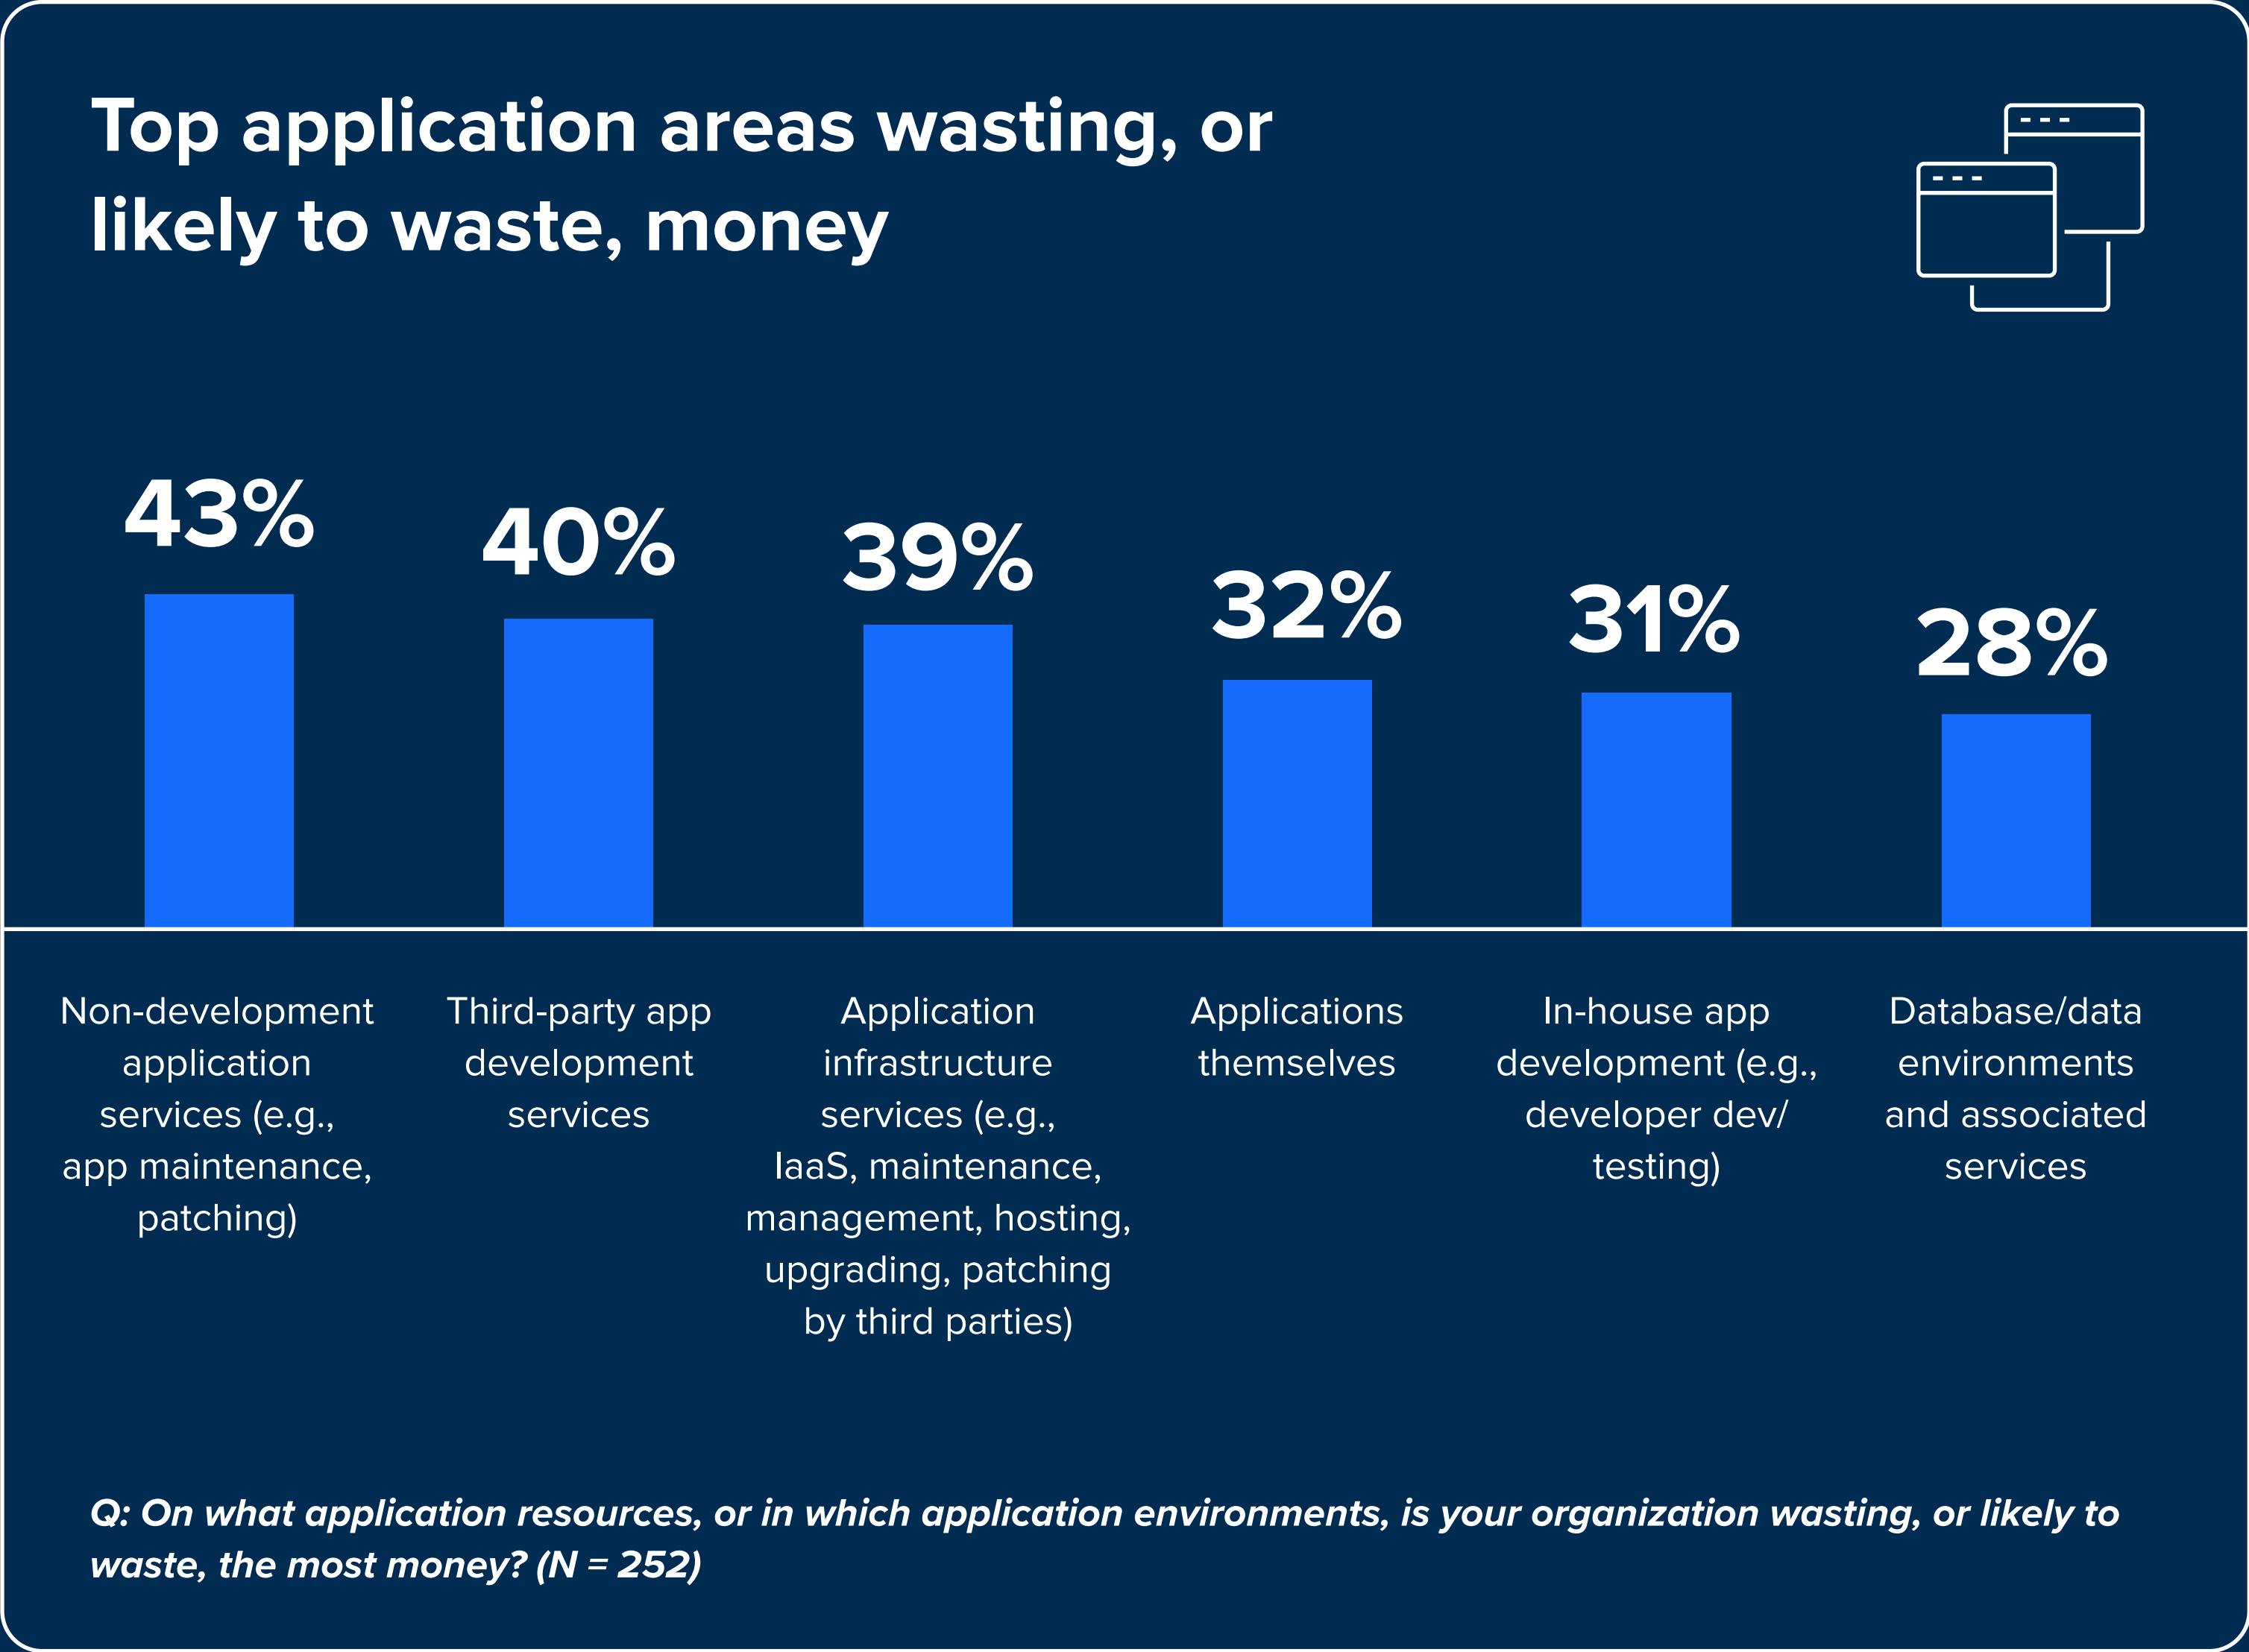 Top application areas wasting, or
likely to waste, money
43%
40%
39%
32%
31%
28%
Non-development
application
services (e.g.,
app maintenance,
patching)
Third-party app
development
services
Application
infrastructure
services (e.g.,
IaaS, maintenance,
management, hosting,
upgrading, patching
by third parties)
Applications
themselves
In-house app
development (e.g.,
developer dev/
testing)
Database/data
environments
and associated
services
Q: On what application resources, or in which application environments, is your organization wasting, or likely to
waste, the most money? (N = 252)